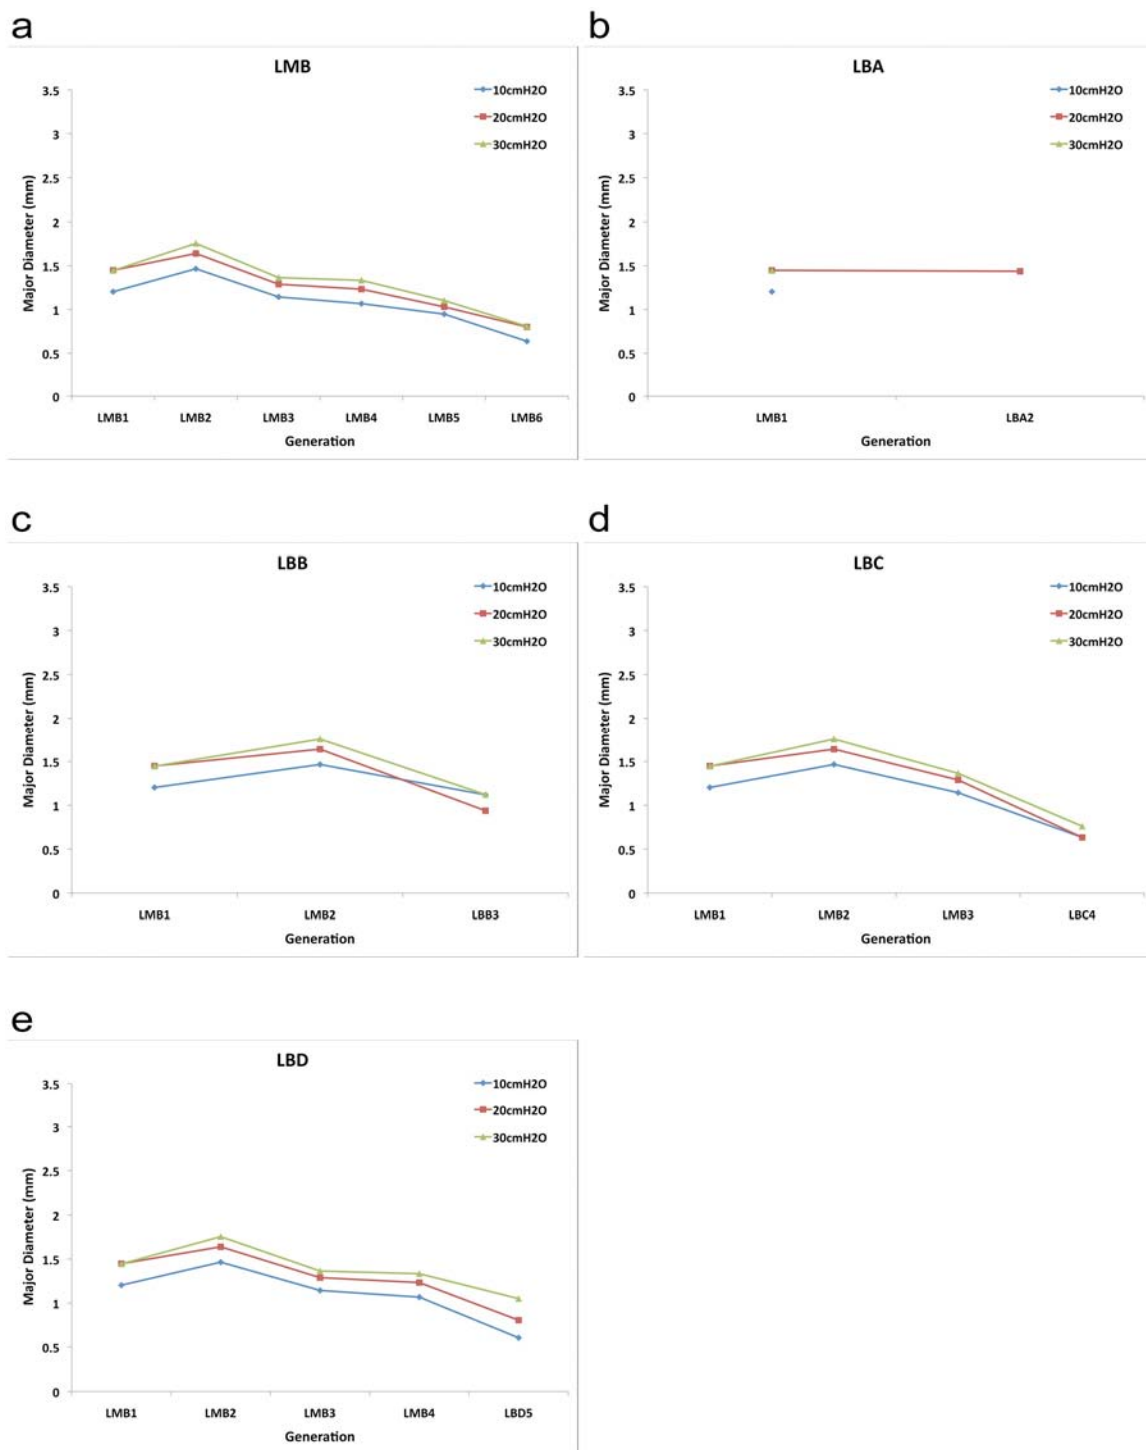 a
LMB
3.5
3
2.5
2
1.5
1
0.5
0
Major Diameter (mm)
10cmH2O
20cmH2O
30cmH2O
LMB1 LMB2 LMB3 LMB4 LMB5 LMB6
Generation
b
LBA
3.5
3
2.5
2
1.5
1
0.5
0
Major Diameter (mm)
10cmH2O
20cmH2O
30cmH2O
LMB1 LBA2
Generation
c
LBB
3.5
3
2.5
2
1.5
1
0.5
0
Major Diameter (mm)
10cmH2O
20cmH2O
30cmH2O
LMB1 LMB2 LBB3
Generation
d
LBC
3.5
3
2.5
2
1.5
1
0.5
0
Major Diameter (mm)
10cmH2O
20cmH2O
30cmH2O
LMB1 LMB2 LMB3 LBC4
Generation
e
LBD
3.5
3
2.5
2
1.5
1
0.5
0
Major Diameter (mm)
10cmH2O
20cmH2O
30cmH2O
LMB1 LMB2 LMB3 LMB4 LBD5
Generation